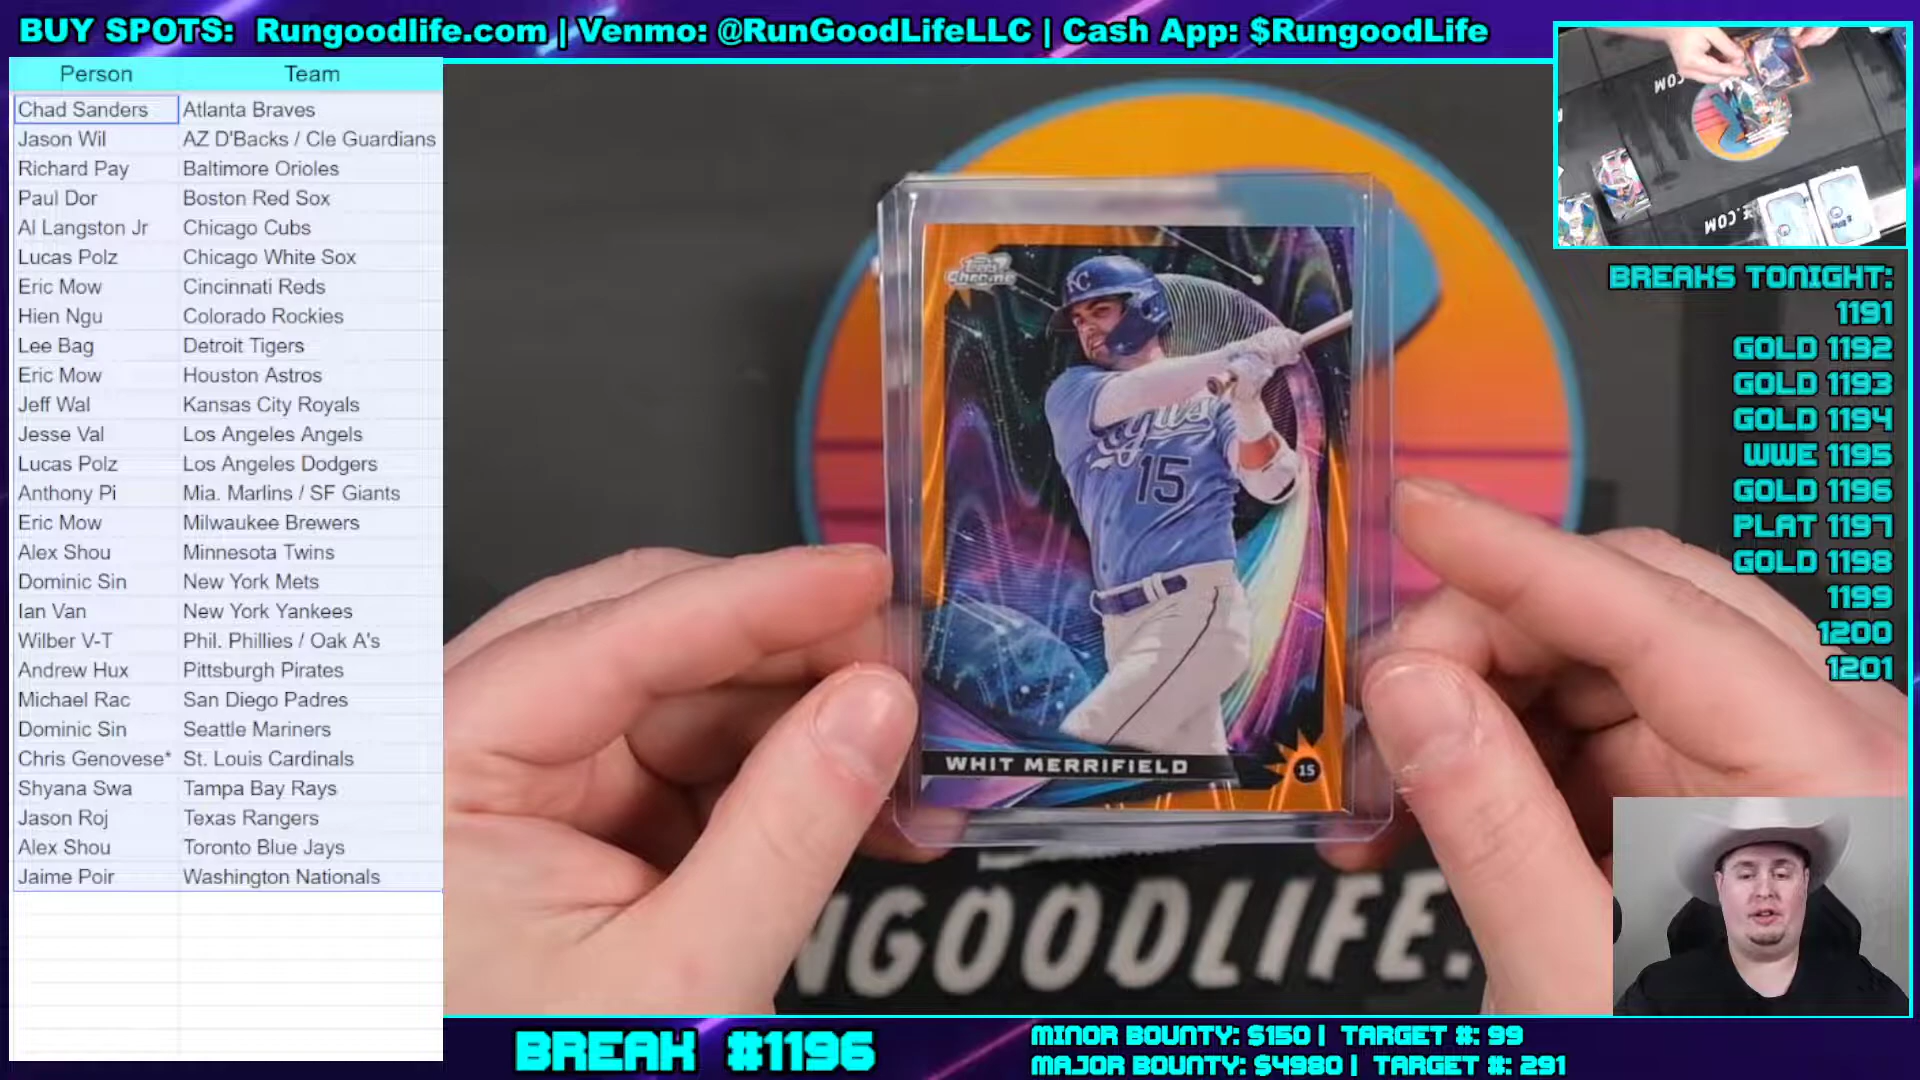 BUY SPOTS: Rungoodlife.com | Venmo: @RunGoodLifeLLC | Cash App: $RungoodLife
Person Team
Chad Sanders Atlanta Braves
Jason Wil AZ D'Backs / Cle Guardians
Richard Pay Baltimore Orioles
Paul Dor Boston Red Sox
Al Langston Jr Chicago Cubs
Lucas Polz Chicago White Sox
Eric Mow Cincinnati Reds
Hien Ngu Colorado Rockies
Lee Bag Detroit Tigers
Eric Mow Houston Astros
Jeff Wal Kansas City Royals
Jesse Val Los Angeles Angels
Lucas Polz Los Angeles Dodgers
Anthony Pi Mia. Marlins / SF Giants
Eric Mow Milwaukee Brewers
Alex Shou Minnesota Twins
Dominic Sin New York Mets
Ian Van New York Yankees
Wilber V-T Phil. Phillies / Oak A's
Andrew Hux Pittsburgh Pirates
Michael Rac San Diego Padres
Dominic Sin Seattle Mariners
Chris Genovese* St. Louis Cardinals
Shyana Swa Tampa Bay Rays
Jason Roj Texas Rangers
Alex Shou Toronto Blue Jays
Jaime Poir Washington Nationals
Topps
Chrome
KC
Royals
15
WHIT MERRIFIELD
15
NGOODLIFE.
.COM
.COM
BREAKS TONIGHT:
1191
GOLD 1192
GOLD 1193
GOLD 1194
WWE 1195
GOLD 1196
PLAT 1197
GOLD 1198
1199
1200
1201
BREAK #1196
MINOR BOUNTY: $150 | TARGET #: 99
MAJOR BOUNTY: $4980 | TARGET #: 291